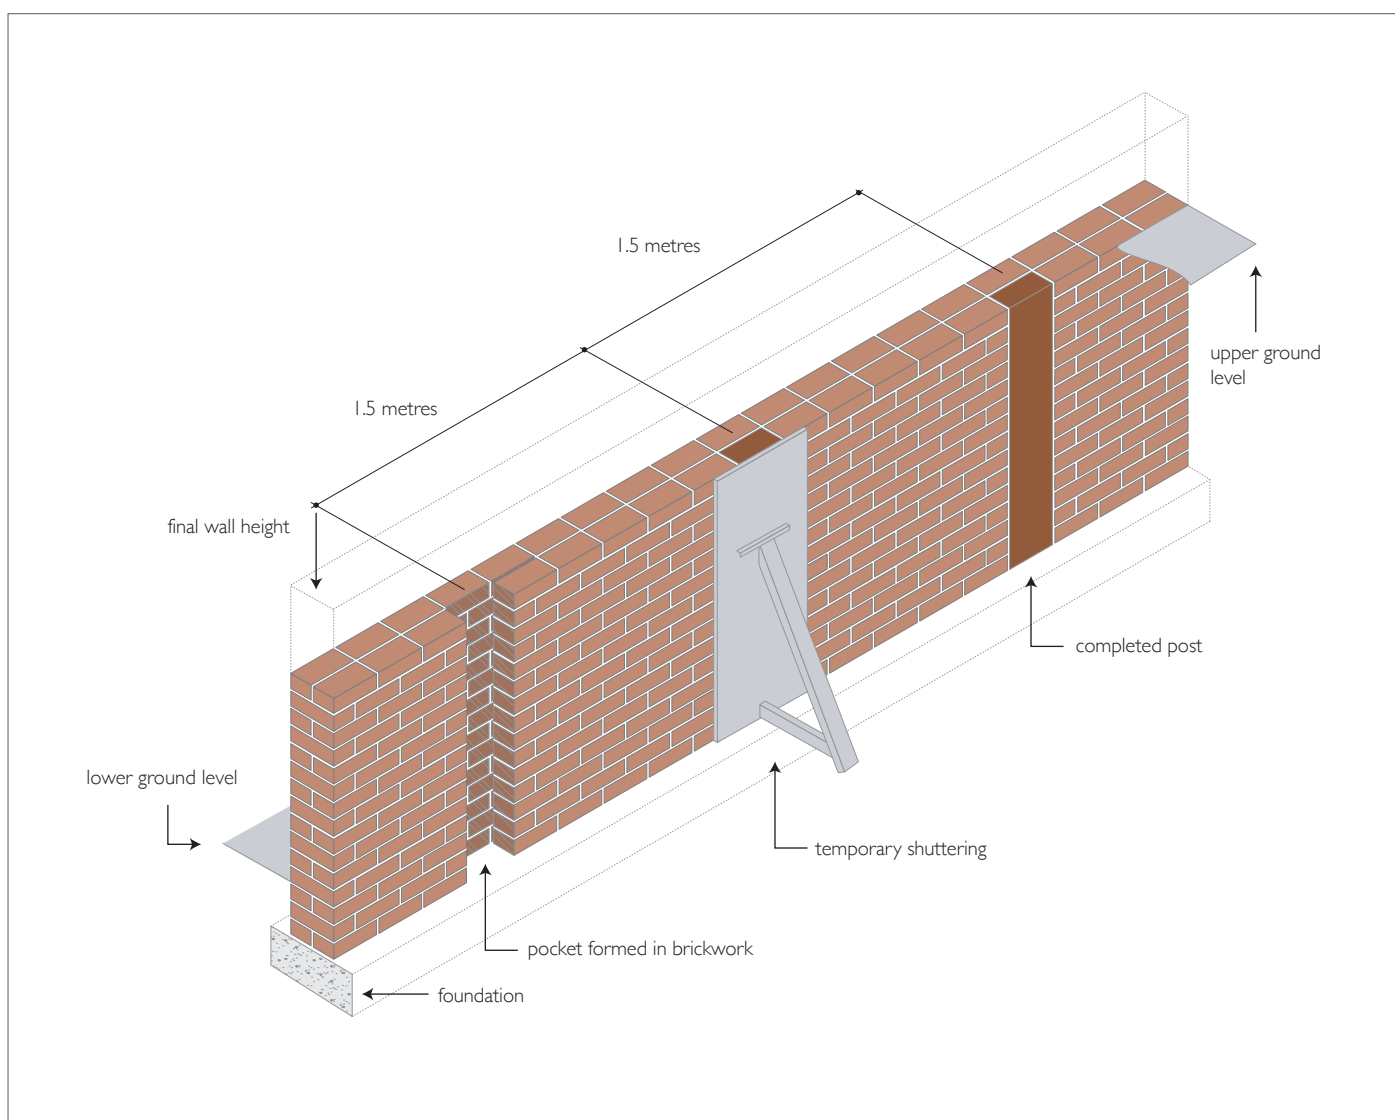 1.5 metres
1.5 metres
upper ground
level
final wall height
completed post
lower ground level
temporary shuttering
pocket formed in brickwork
foundation